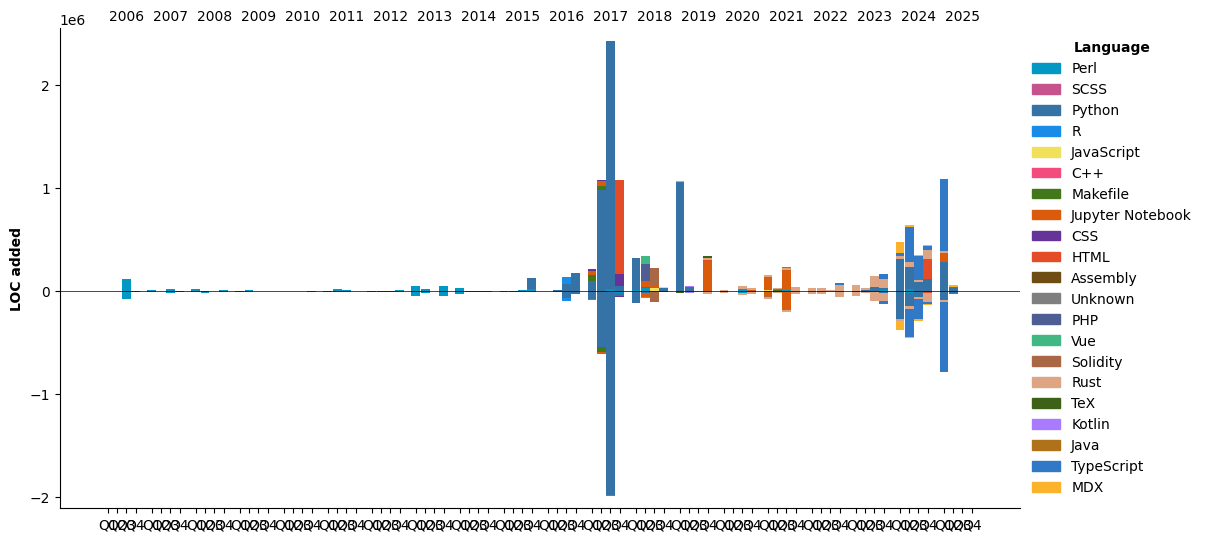 2006 2007 2008 2009 2010 2011 2012 2013 2014 2015 2016 2017 2018 2019 2020 2021 2022 2023 2024 2025
1e6
2
1
0
−1
−2
LOC added
Language
Perl
SCSS
Python
R
JavaScript
C++
Makefile
Jupyter Notebook
CSS
HTML
Assembly
Unknown
PHP
Vue
Solidity
Rust
TeX
Kotlin
Java
TypeScript
MDX